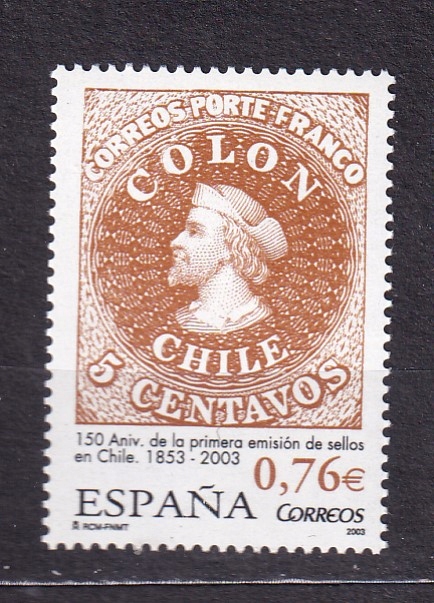 CORREOS PORTE FRANCO
COLON
CHILE
5 CENTAVOS
150 Aniv. de la primera emisión de sellos
en Chile. 1853 - 2003
0,76€
ESPAÑA
CORREOS
RCM-FNMT
2003